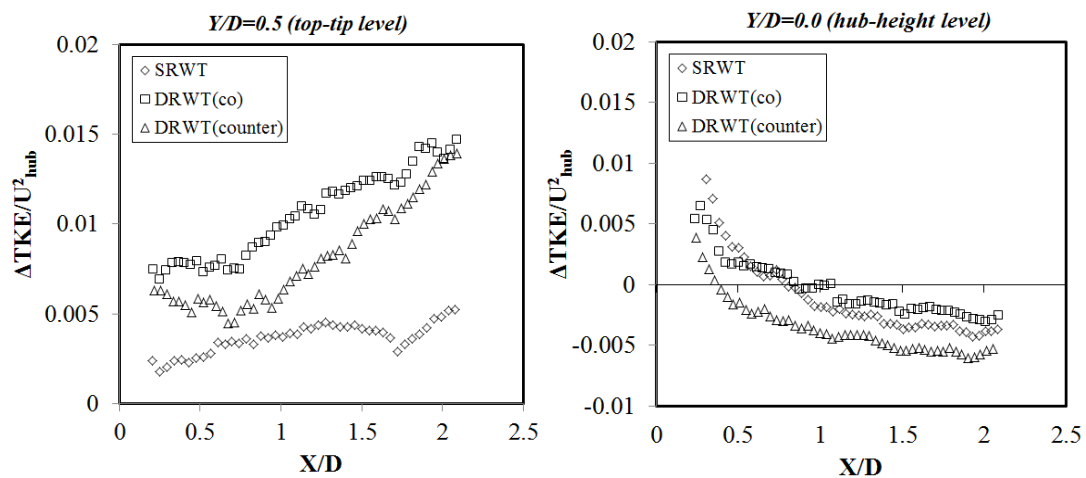 Y/D=0.5 (top-tip level)
0.02
0.015
0.01
0.005
0
ΔTKE/U²hub
SRWT
DRWT(co)
DRWT(counter)
0 0.5 1 1.5 2 2.5
X/D
Y/D=0.0 (hub-height level)
0.02
0.015
0.01
0.005
0
-0.005
-0.01
ΔTKE/U²hub
SRWT
DRWT(co)
DRWT(counter)
0 0.5 1 1.5 2 2.5
X/D